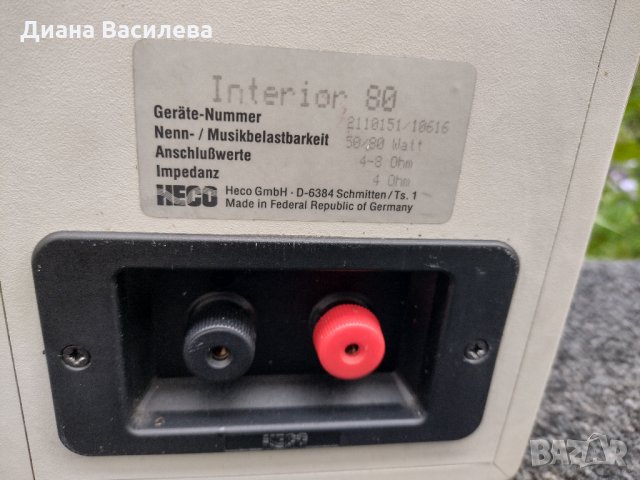 Диана Василева
Interior 80
Geräte-Nummer 2110151/10616
Nenn- / Musikbelastbarkeit 50/80 Watt
Anschlußwerte 4-8 Ohm
Impedanz 4 Ohm
HECO Heco GmbH · D-6384 Schmitten/Ts. 1
Made in Federal Republic of Germany
HECO
BAZAR